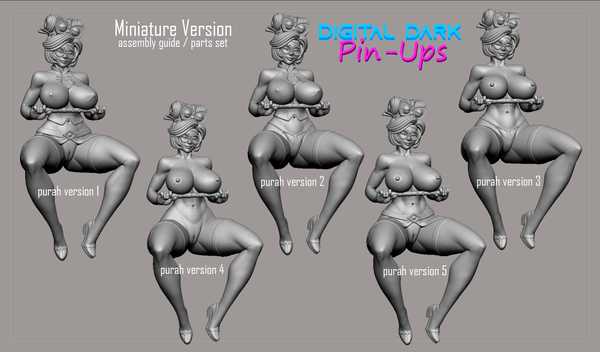 Miniature Version
assembly guide / parts set
DIGITAL DARK
Pin-Ups
purah version 1
purah version 2
purah version 3
purah version 4
purah version 5